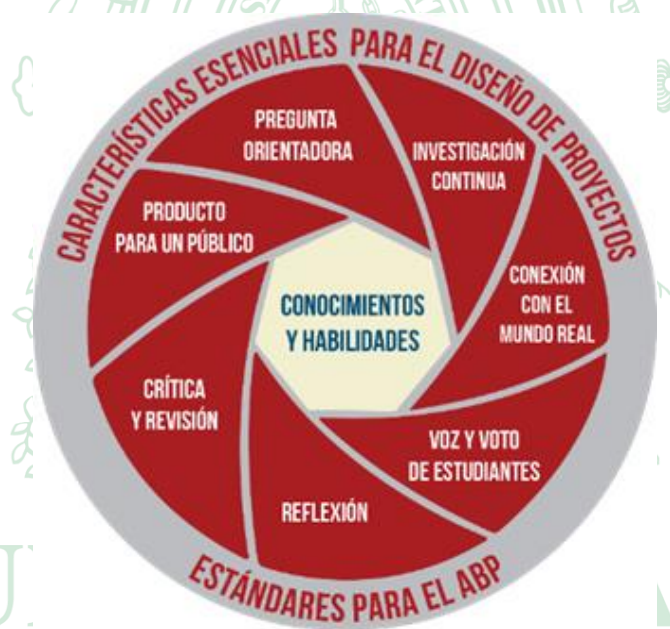 CARACTERÍSTICAS ESENCIALES PARA EL DISEÑO DE PROYECTOS
PREGUNTA
ORIENTADORA
INVESTIGACIÓN
CONTINUA
CONEXIÓN
CON EL
MUNDO REAL
VOZ Y VOTO
DE ESTUDIANTES
REFLEXIÓN
CRÍTICA
Y REVISIÓN
PRODUCTO
PARA UN PÚBLICO
CONOCIMIENTOS
Y HABILIDADES
ESTÁNDARES PARA EL ABP